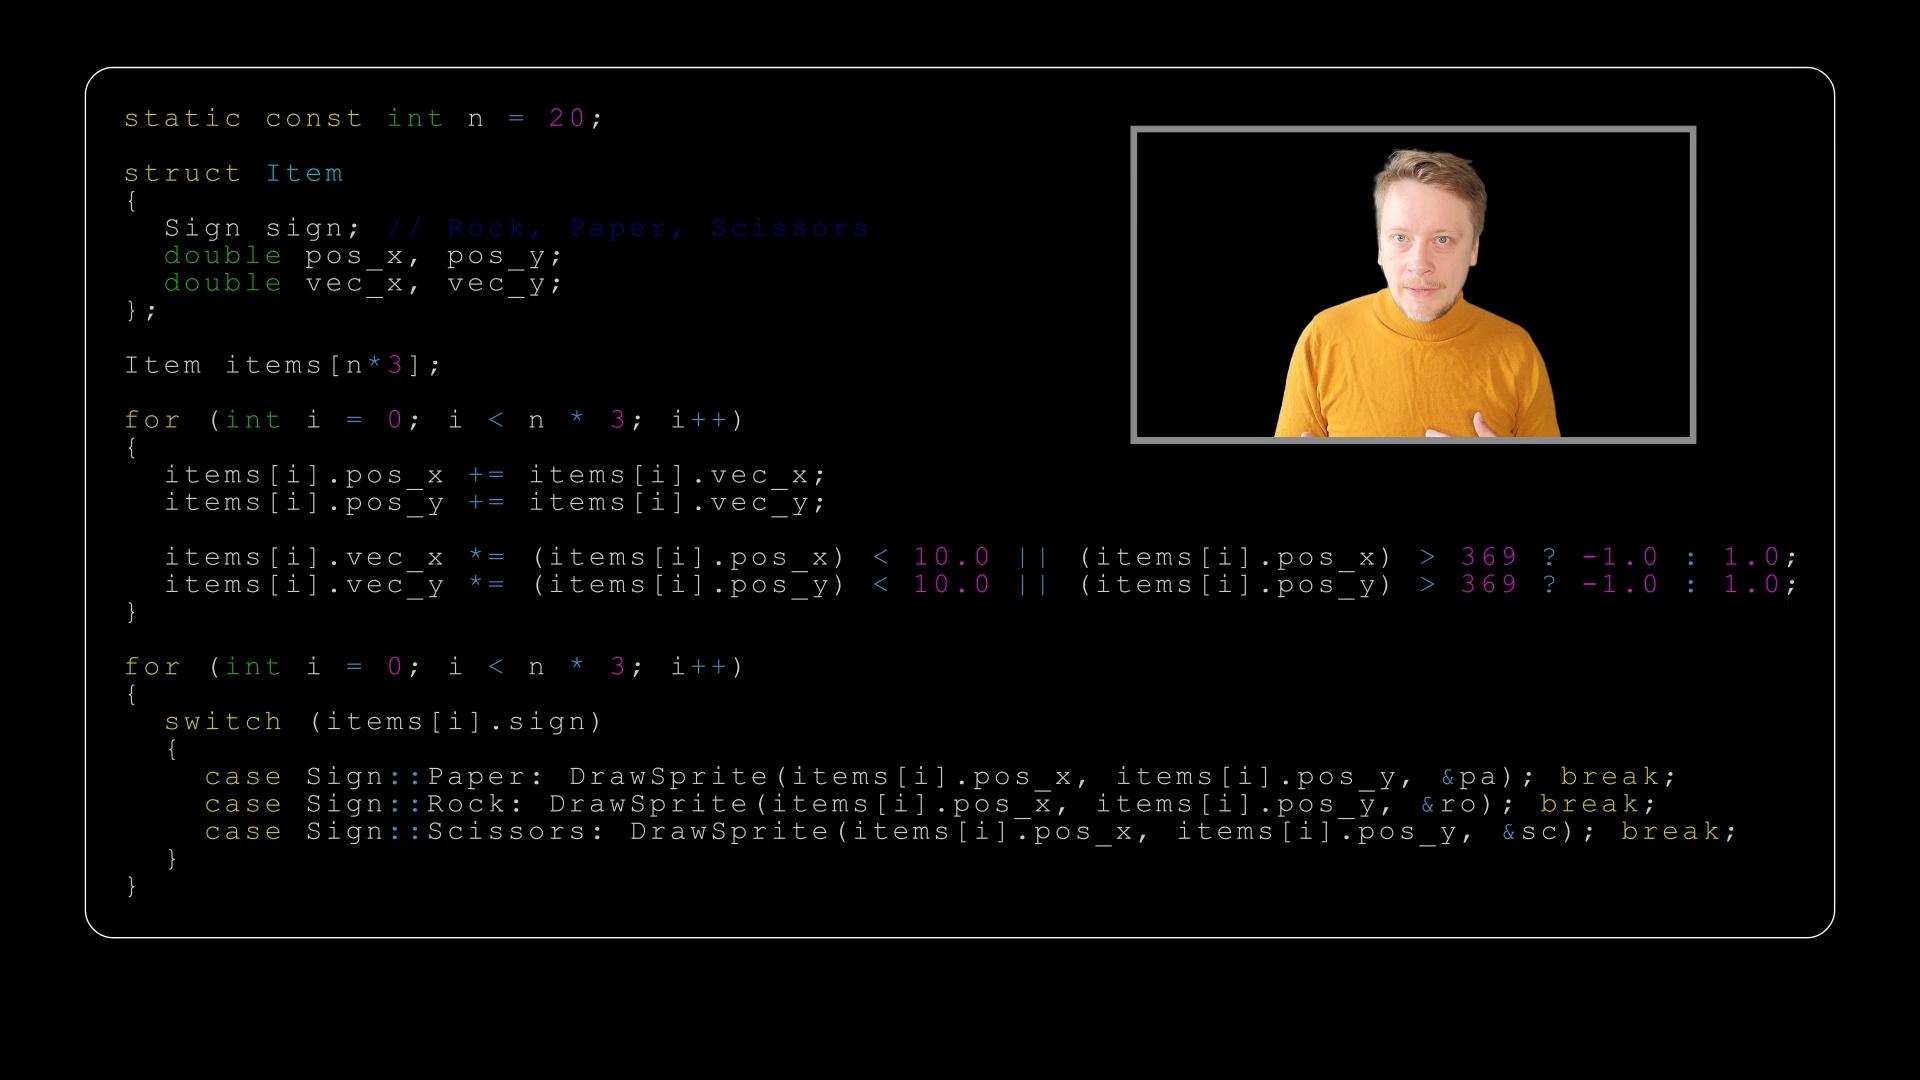 static const int n = 20;
struct Item
{
Sign sign; // Rock, Paper, Scissors
double pos_x, pos_y;
double vec_x, vec_y;
};
Item items[n*3];
for (int i = 0; i < n * 3; i++)
{
items[i].pos_x += items[i].vec_x;
items[i].pos_y += items[i].vec_y;
items[i].vec_x *= (items[i].pos_x) < 10.0 || (items[i].pos_x) > 369 ? -1.0 : 1.0;
items[i].vec_y *= (items[i].pos_y) < 10.0 || (items[i].pos_y) > 369 ? -1.0 : 1.0;
}
for (int i = 0; i < n * 3; i++)
{
switch (items[i].sign)
{
case Sign::Paper: DrawSprite(items[i].pos_x, items[i].pos_y, &pa); break;
case Sign::Rock: DrawSprite(items[i].pos_x, items[i].pos_y, &ro); break;
case Sign::Scissors: DrawSprite(items[i].pos_x, items[i].pos_y, &sc); break;
}
}